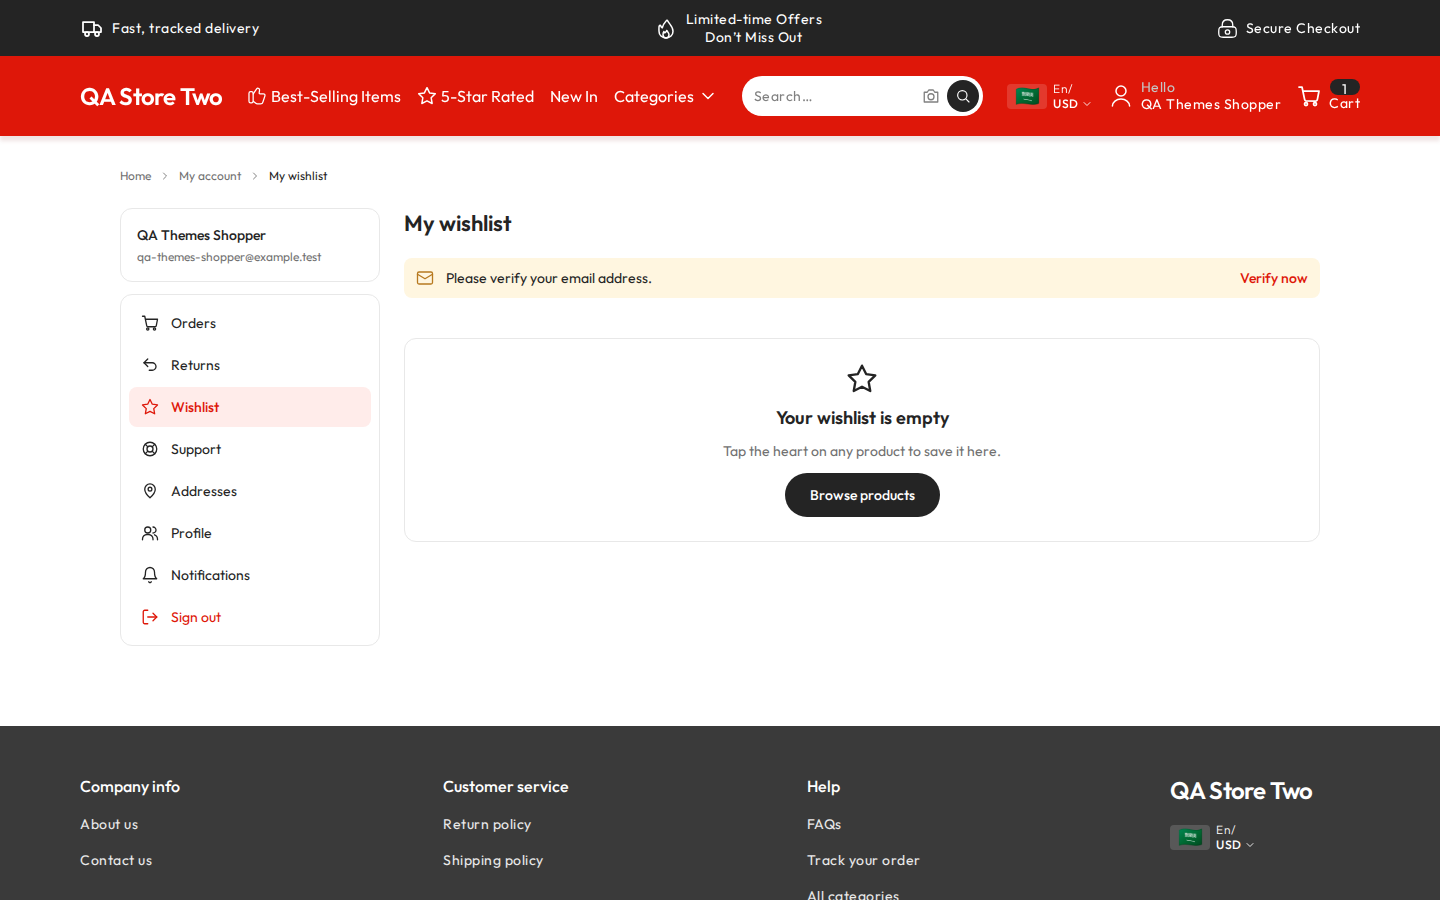 Fast, tracked delivery
Limited-time Offers
Don't Miss Out
Secure Checkout
QA Store Two
Best-Selling Items
5-Star Rated
New In
Categories
Search...
En/
USD
Hello
QA Themes Shopper
1
Cart
Home
My account
My wishlist
QA Themes Shopper
qa-themes-shopper@example.test
Orders
Returns
Wishlist
Support
Addresses
Profile
Notifications
Sign out
My wishlist
Please verify your email address.
Verify now
Your wishlist is empty
Tap the heart on any product to save it here.
Browse products
Company info
About us
Contact us
Customer service
Return policy
Shipping policy
Help
FAQs
Track your order
All categories
QA Store Two
En/
USD